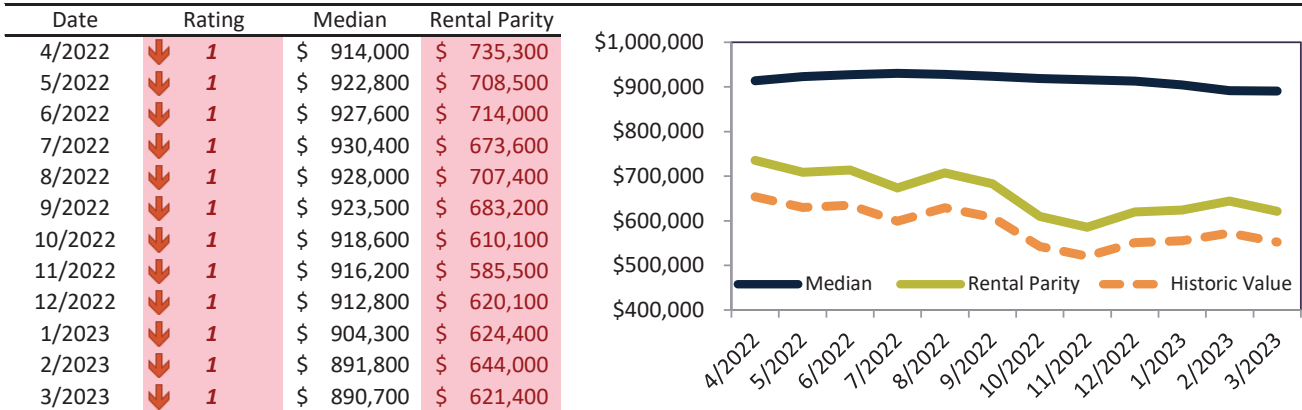 Date Rating Median Rental Parity
4/2022 1 $ 914,000 $ 735,300
5/2022 1 $ 922,800 $ 708,500
6/2022 1 $ 927,600 $ 714,000
7/2022 1 $ 930,400 $ 673,600
8/2022 1 $ 928,000 $ 707,400
9/2022 1 $ 923,500 $ 683,200
10/2022 1 $ 918,600 $ 610,100
11/2022 1 $ 916,200 $ 585,500
12/2022 1 $ 912,800 $ 620,100
1/2023 1 $ 904,300 $ 624,400
2/2023 1 $ 891,800 $ 644,000
3/2023 1 $ 890,700 $ 621,400
$1,000,000
$900,000
$800,000
$700,000
$600,000
$500,000
$400,000
Median Rental Parity Historic Value
4/2022 5/2022 6/2022 7/2022 8/2022 9/2022 10/2022 11/2022 12/2022 1/2023 2/2023 3/2023